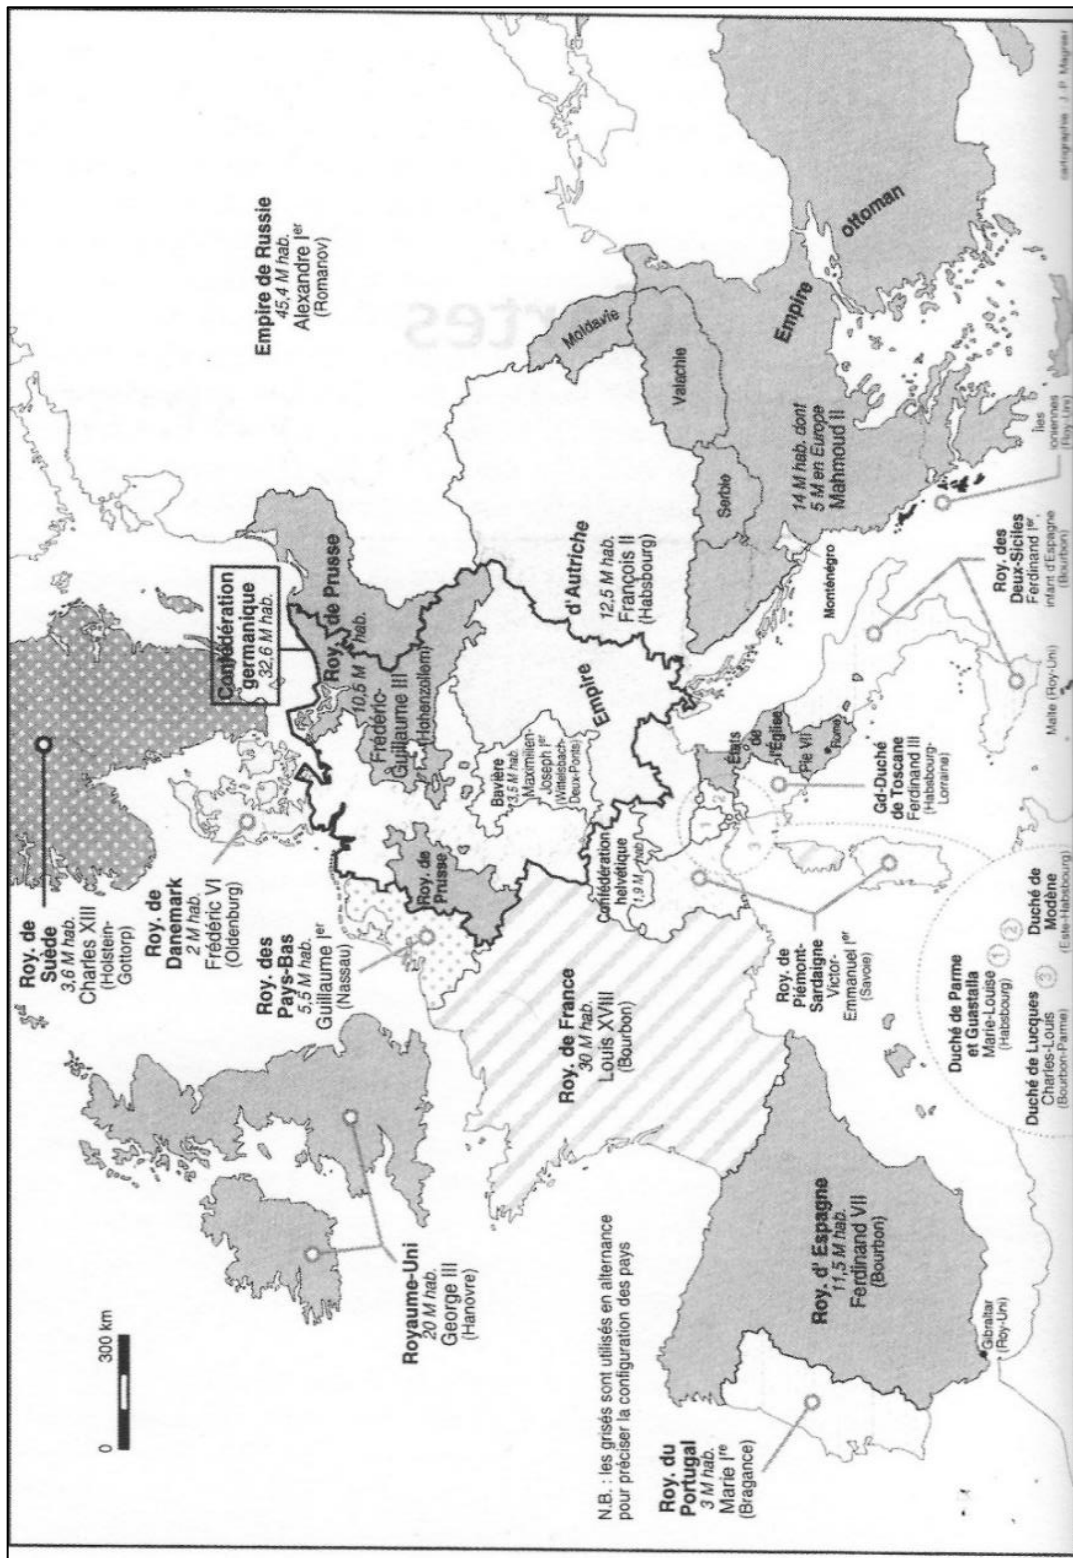 0 300 km
Roy. de
Suède
3,6 M hab.
Charles XIII
(Holstein-
Gottorp)
Roy. de
Danemark
2 M hab.
Frédéric VI
(Oldenburg)
Roy. des
Pays-Bas
5,5 M hab.
Guillaume Ier
(Nassau)
Royaume-Uni
20 M hab.
George III
(Hanovre)
Confédération
germanique
32,6 M hab.
Empire de Russie
45,4 M hab.
Alexandre Ier
(Romanov)
Roy. de Prusse
10,5 M hab.
Frédéric-
Guillaume III
(Hohenzollern)
Roy. de
Prusse
Bavière
3,5 M hab.
Maximilien-
Joseph Ier
(Wittelsbach-
Deux-Ponts)
Empire d'Autriche
12,5 M hab.
François II
(Habsbourg)
Moldavie
Valachie
Serbie
Monténégro
Empire ottoman
14 M hab. dont
5 M en Europe
Mahmoud II
Roy. de France
30 M hab.
Louis XVIII
(Bourbon)
Confédération
helvétique
1,9 M hab.
1
2
3
États
de
l'Église
Pie VII
Rome
Roy. de
Piémont-
Sardaigne
Victor-
Emmanuel Ier
(Savoie)
Gd-Duché
de Toscane
Ferdinand III
(Habsbourg-
Lorraine)
Roy. des
Deux-Siciles
Ferdinand Ier,
infant d'Espagne
(Bourbon)
Îles
ioniennes
(Roy-Uni)
Malte (Roy-Uni)
Duché de Parme
et Guastalla 1
Marie-Louise
(Habsbourg)
2 Duché de
Modène
(Este-Habsbourg)
Duché de Lucques 3
Charles-Louis
(Bourbon-Parme)
Roy. d'Espagne
11,5 M hab.
Ferdinand VII
(Bourbon)
Gibraltar
(Roy-Uni)
Roy. du
Portugal
3 M hab.
Marie Ire
(Bragance)
N.B. : les grisés sont utilisés en alternance
pour préciser la configuration des pays